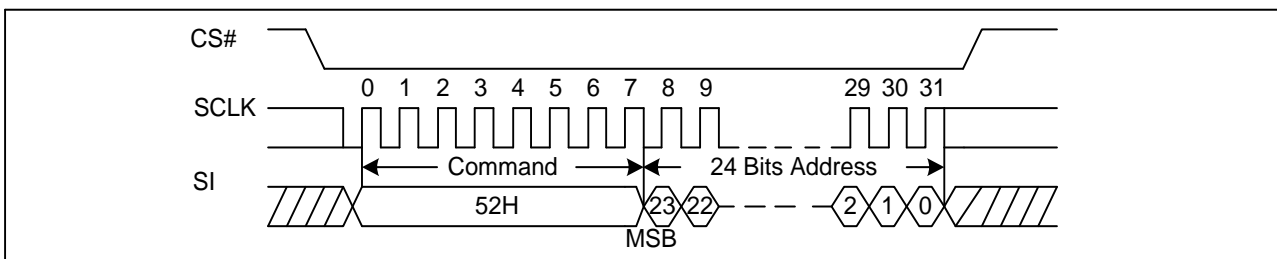 CS#
0 1 2 3 4 5 6 7 8 9 29 30 31
SCLK
Command 24 Bits Address
SI
52H 23 22 2 1 0
MSB